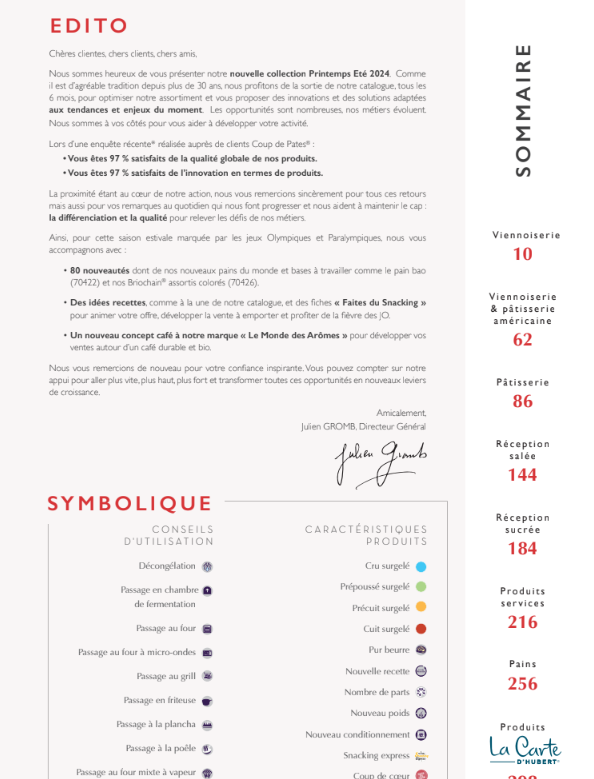 EDITO
Chères clientes, chers clients, chers amis,
Nous sommes heureux de vous présenter notre nouvelle collection Printemps Eté 2024. Comme
il est d'agréable tradition depuis plus de 30 ans, nous profitons de la sortie de notre catalogue, tous les
6 mois, pour optimiser notre assortiment et vous proposer des innovations et des solutions adaptées
aux tendances et enjeux du moment. Les opportunités sont nombreuses, nos métiers évoluent.
Nous sommes à vos côtés pour vous aider à développer votre activité.
Lors d'une enquête récente* réalisée auprès de clients Coup de Pates® :
• Vous êtes 97 % satisfaits de la qualité globale de nos produits.
• Vous êtes 97 % satisfaits de l'innovation en termes de produits.
La proximité étant au cœur de notre action, nous vous remercions sincèrement pour tous ces retours
mais aussi pour vos remarques au quotidien qui nous font progresser et nous aident à maintenir le cap :
la différenciation et la qualité pour relever les défis de nos métiers.
Ainsi, pour cette saison estivale marquée par les jeux Olympiques et Paralympiques, nous vous
accompagnons avec :
• 80 nouveautés dont de nos nouveaux pains du monde et bases à travailler comme le pain bao
(70422) et nos Briochain® assortis colorés (70426).
• Des idées recettes, comme à la une de notre catalogue, et des fiches « Faites du Snacking »
pour animer votre offre, développer la vente à emporter et profiter de la fièvre des JO.
• Un nouveau concept café à notre marque « Le Monde des Arômes » pour développer vos
ventes autour d'un café durable et bio.
Nous vous remercions de nouveau pour votre confiance inspirante. Vous pouvez compter sur notre
appui pour aller plus vite, plus haut, plus fort et transformer toutes ces opportunités en nouveaux leviers
de croissance.
Amicalement,
Julien GROMB, Directeur Général
Julien Gromb
SYMBOLIQUE
CONSEILS
D'UTILISATION
Décongélation
Passage en chambre
de fermentation
Passage au four
Passage au four à micro-ondes
Passage au grill
Passage en friteuse
Passage à la plancha
Passage à la poêle
Passage au four mixte à vapeur
CARACTÉRISTIQUES
PRODUITS
Cru surgelé
Prépoussé surgelé
Précuit surgelé
Cuit surgelé
Pur beurre
Nouvelle recette
Nombre de parts
Nouveau poids
Nouveau conditionnement
Snacking express
Coup de cœur
SOMMAIRE
Viennoiserie
10
Viennoiserie
& pâtisserie
américaine
62
Pâtisserie
86
Réception
salée
144
Réception
sucrée
184
Produits
services
216
Pains
256
Produits
La Carte
D'HUBERT®